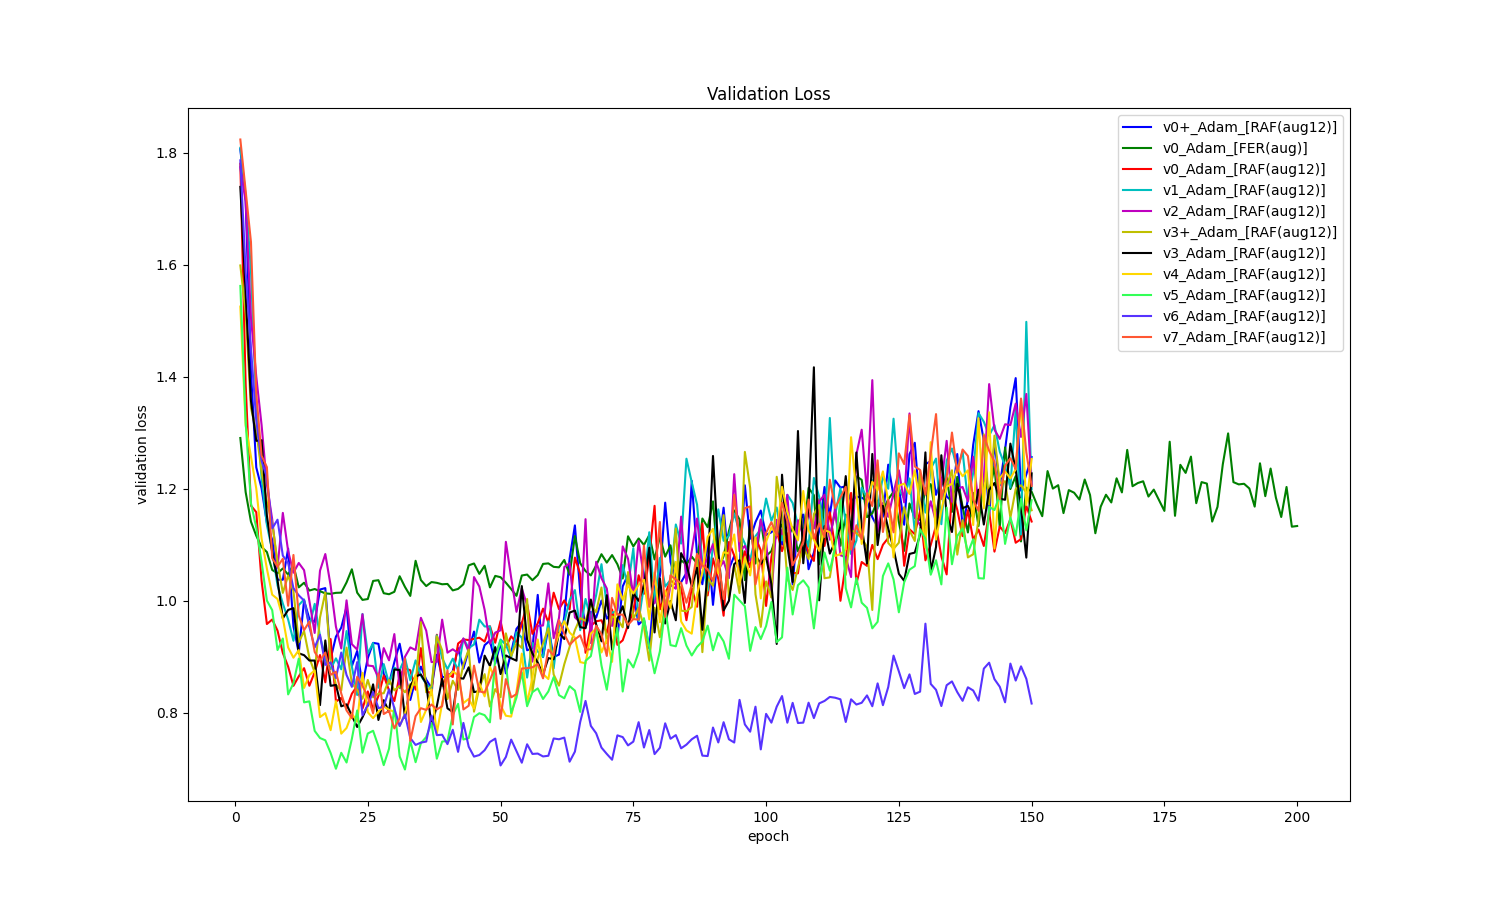 Validation Loss
v0+_Adam_[RAF(aug12)]
v0_Adam_[FER(aug)]
v0_Adam_[RAF(aug12)]
v1_Adam_[RAF(aug12)]
v2_Adam_[RAF(aug12)]
v3+_Adam_[RAF(aug12)]
v3_Adam_[RAF(aug12)]
v4_Adam_[RAF(aug12)]
v5_Adam_[RAF(aug12)]
v6_Adam_[RAF(aug12)]
v7_Adam_[RAF(aug12)]
validation loss
1.8
1.6
1.4
1.2
1.0
0.8
0 25 50 75 100 125 150 175 200
epoch